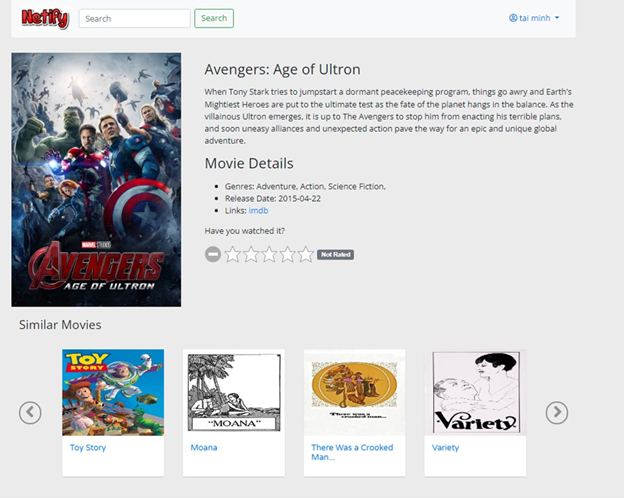 Netify
Search
Search
tai minh
Avengers: Age of Ultron
When Tony Stark tries to jumpstart a dormant peacekeeping program, things go awry and Earth's
Mightiest Heroes are put to the ultimate test as the fate of the planet hangs in the balance. As the
villainous Ultron emerges, it is up to The Avengers to stop him from enacting his terrible plans,
and soon uneasy alliances and unexpected action pave the way for an epic and unique global
adventure.
MARVEL STUDIOS
AVENGERS
AGE OF ULTRON
Movie Details
Genres: Adventure, Action, Science Fiction,
Release Date: 2015-04-22
Links: imdb
Have you watched it?
Not Rated
Similar Movies
TOY
STORY
"MOANA"
There was a
crooked man...
Variety
Toy Story
Moana
There Was a Crooked
Man...
Variety